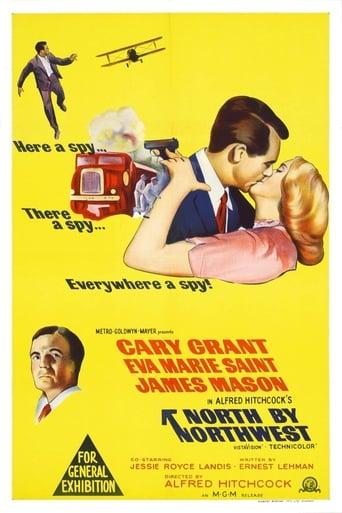 Here a spy...
There a spy...
Everywhere a spy!
METRO-GOLDWYN-MAYER presents
CARY GRANT
EVA MARIE SAINT
JAMES MASON
IN ALFRED HITCHCOCK'S
NORTH BY NORTHWEST
VISTAVISION · TECHNICOLOR
FOR GENERAL EXHIBITION
CO-STARRING
JESSIE ROYCE LANDIS
WRITTEN BY
ERNEST LEHMAN
DIRECTED BY
ALFRED HITCHCOCK
AN M·G·M RELEASE